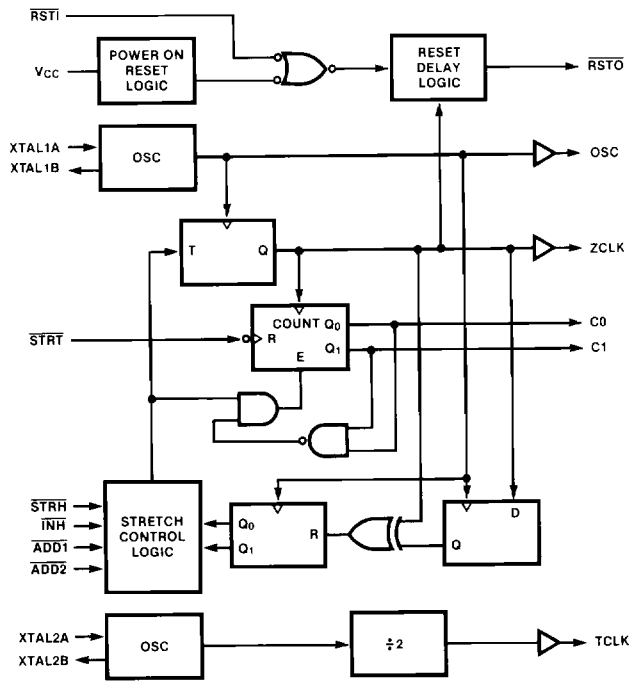 RSTI
POWER ON
RESET
LOGIC
VCC
RESET
DELAY
LOGIC
RSTO
XTAL1A
XTAL1B
OSC
OSC
T
Q
ZCLK
COUNT
Q0
Q1
R
E
STRT
C0
C1
STRH
INH
ADD1
ADD2
STRETCH
CONTROL
LOGIC
Q0
Q1
R
D
Q
XTAL2A
XTAL2B
OSC
÷2
TCLK